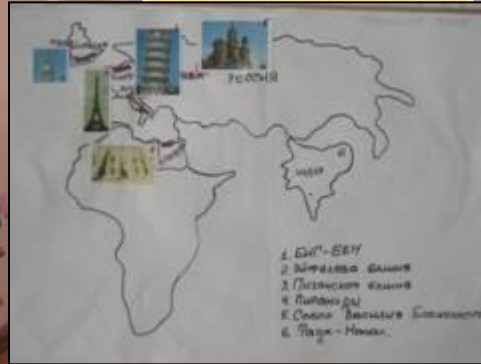 РОССИЯ
ИНДИЯ
1. БИГ-БЕН
2. Эйфелева башня
3. Пизанская башня
4. Пирамиды
5. Собор Василия Блаженного
6. Тадж-Махал.